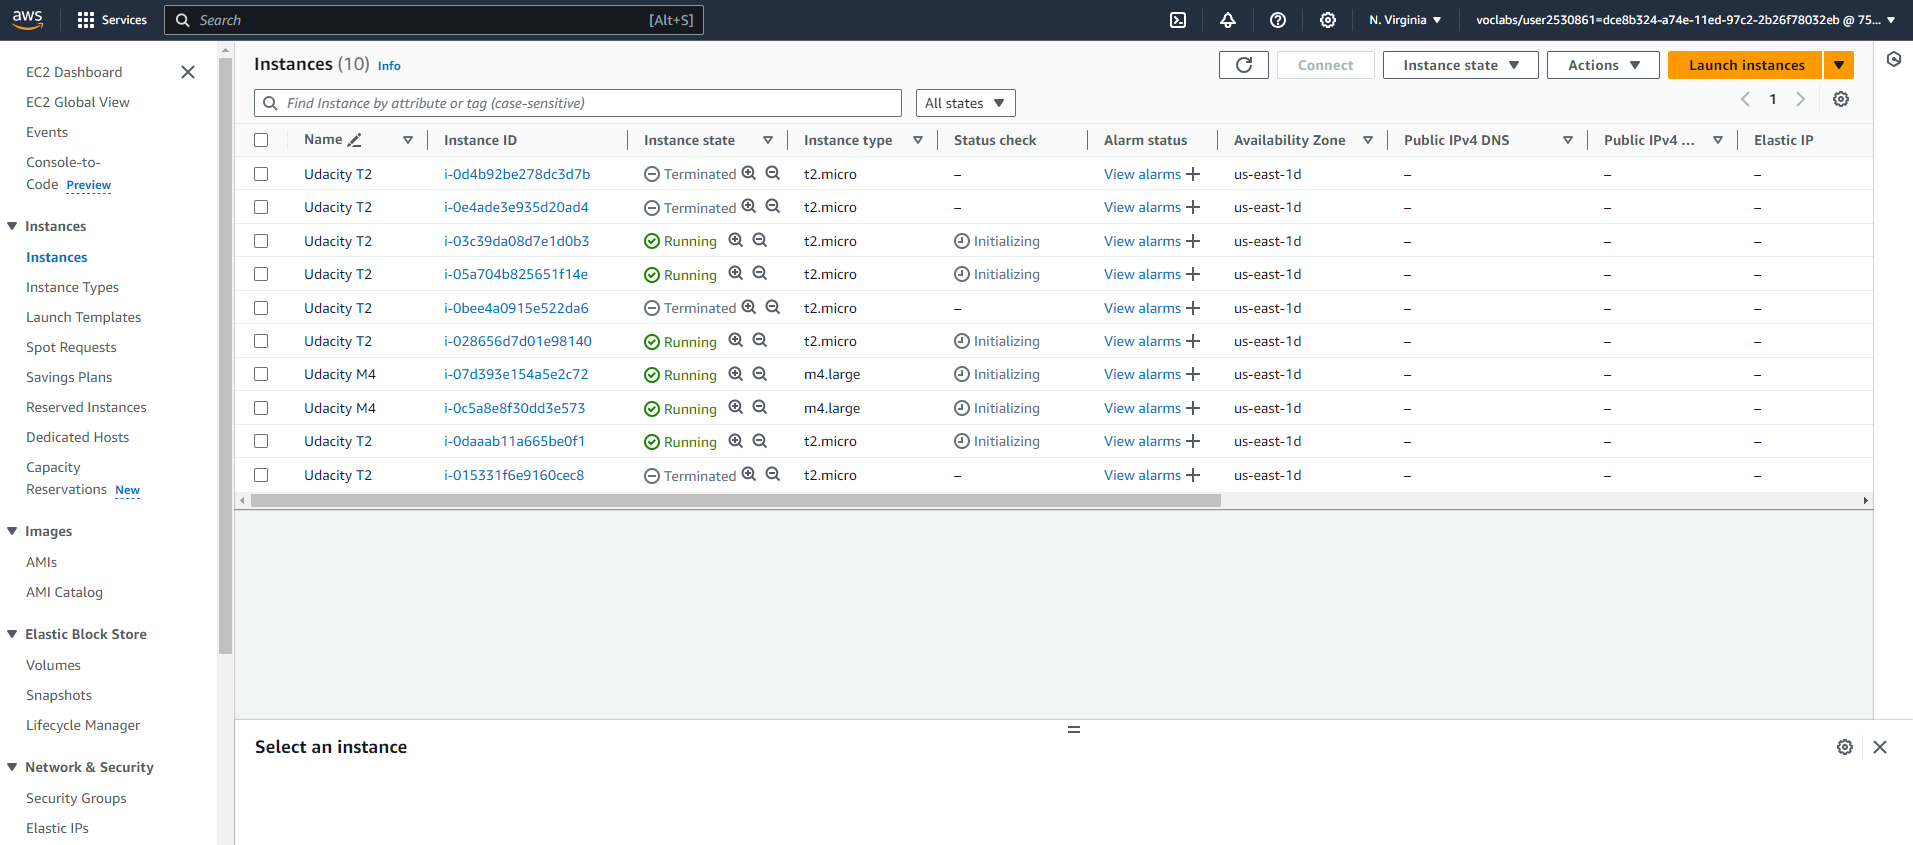 aws Services Search [Alt+S] N. Virginia voclabs/user2530861=dce8b324-a74e-11ed-97c2-2b26f78032eb @ 75...
EC2 Dashboard
EC2 Global View
Events
Console-to-
Code Preview
Instances
Instances
Instance Types
Launch Templates
Spot Requests
Savings Plans
Reserved Instances
Dedicated Hosts
Capacity
Reservations New
Images
AMIs
AMI Catalog
Elastic Block Store
Volumes
Snapshots
Lifecycle Manager
Network & Security
Security Groups
Elastic IPs
Instances (10) Info Connect Instance state Actions Launch instances
Find Instance by attribute or tag (case-sensitive) All states 1
Name Instance ID Instance state Instance type Status check Alarm status Availability Zone Public IPv4 DNS Public IPv4 ... Elastic IP
Udacity T2 i-0d4b92be278dc3d7b Terminated t2.micro – View alarms + us-east-1d – – –
Udacity T2 i-0e4ade3e935d20ad4 Terminated t2.micro – View alarms + us-east-1d – – –
Udacity T2 i-03c39da08d7e1d0b3 Running t2.micro Initializing View alarms + us-east-1d – – –
Udacity T2 i-05a704b825651f14e Running t2.micro Initializing View alarms + us-east-1d – – –
Udacity T2 i-0bee4a0915e522da6 Terminated t2.micro – View alarms + us-east-1d – – –
Udacity T2 i-028656d7d01e98140 Running t2.micro Initializing View alarms + us-east-1d – – –
Udacity M4 i-07d393e154a5e2c72 Running m4.large Initializing View alarms + us-east-1d – – –
Udacity M4 i-0c5a8e8f30dd3e573 Running m4.large Initializing View alarms + us-east-1d – – –
Udacity T2 i-0daaab11a665be0f1 Running t2.micro Initializing View alarms + us-east-1d – – –
Udacity T2 i-015331f6e9160cec8 Terminated t2.micro – View alarms + us-east-1d – – –
Select an instance